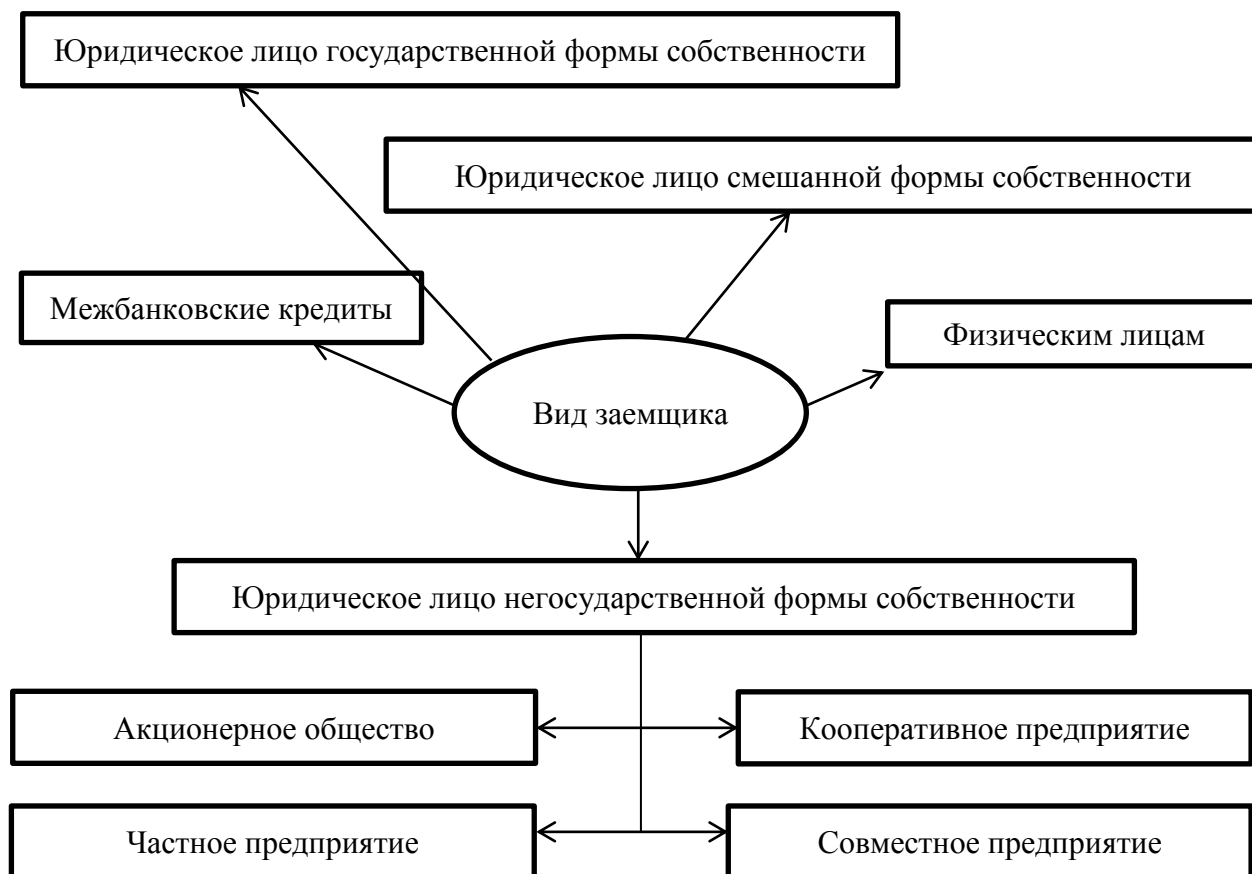 Юридическое лицо государственной формы собственности
Юридическое лицо смешанной формы собственности
Межбанковские кредиты
Физическим лицам
Вид заемщика
Юридическое лицо негосударственной формы собственности
Акционерное общество
Кооперативное предприятие
Частное предприятие
Совместное предприятие